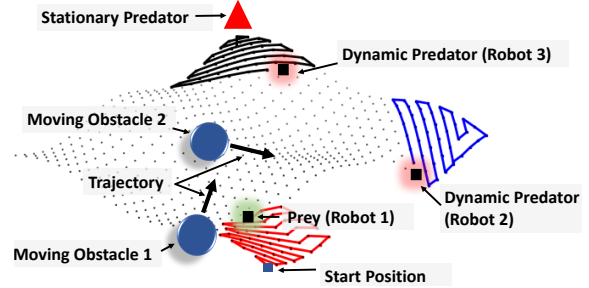 Stationary Predator
Dynamic Predator (Robot 3)
Moving Obstacle 2
Trajectory
Dynamic Predator
(Robot 2)
Prey (Robot 1)
Moving Obstacle 1
Start Position